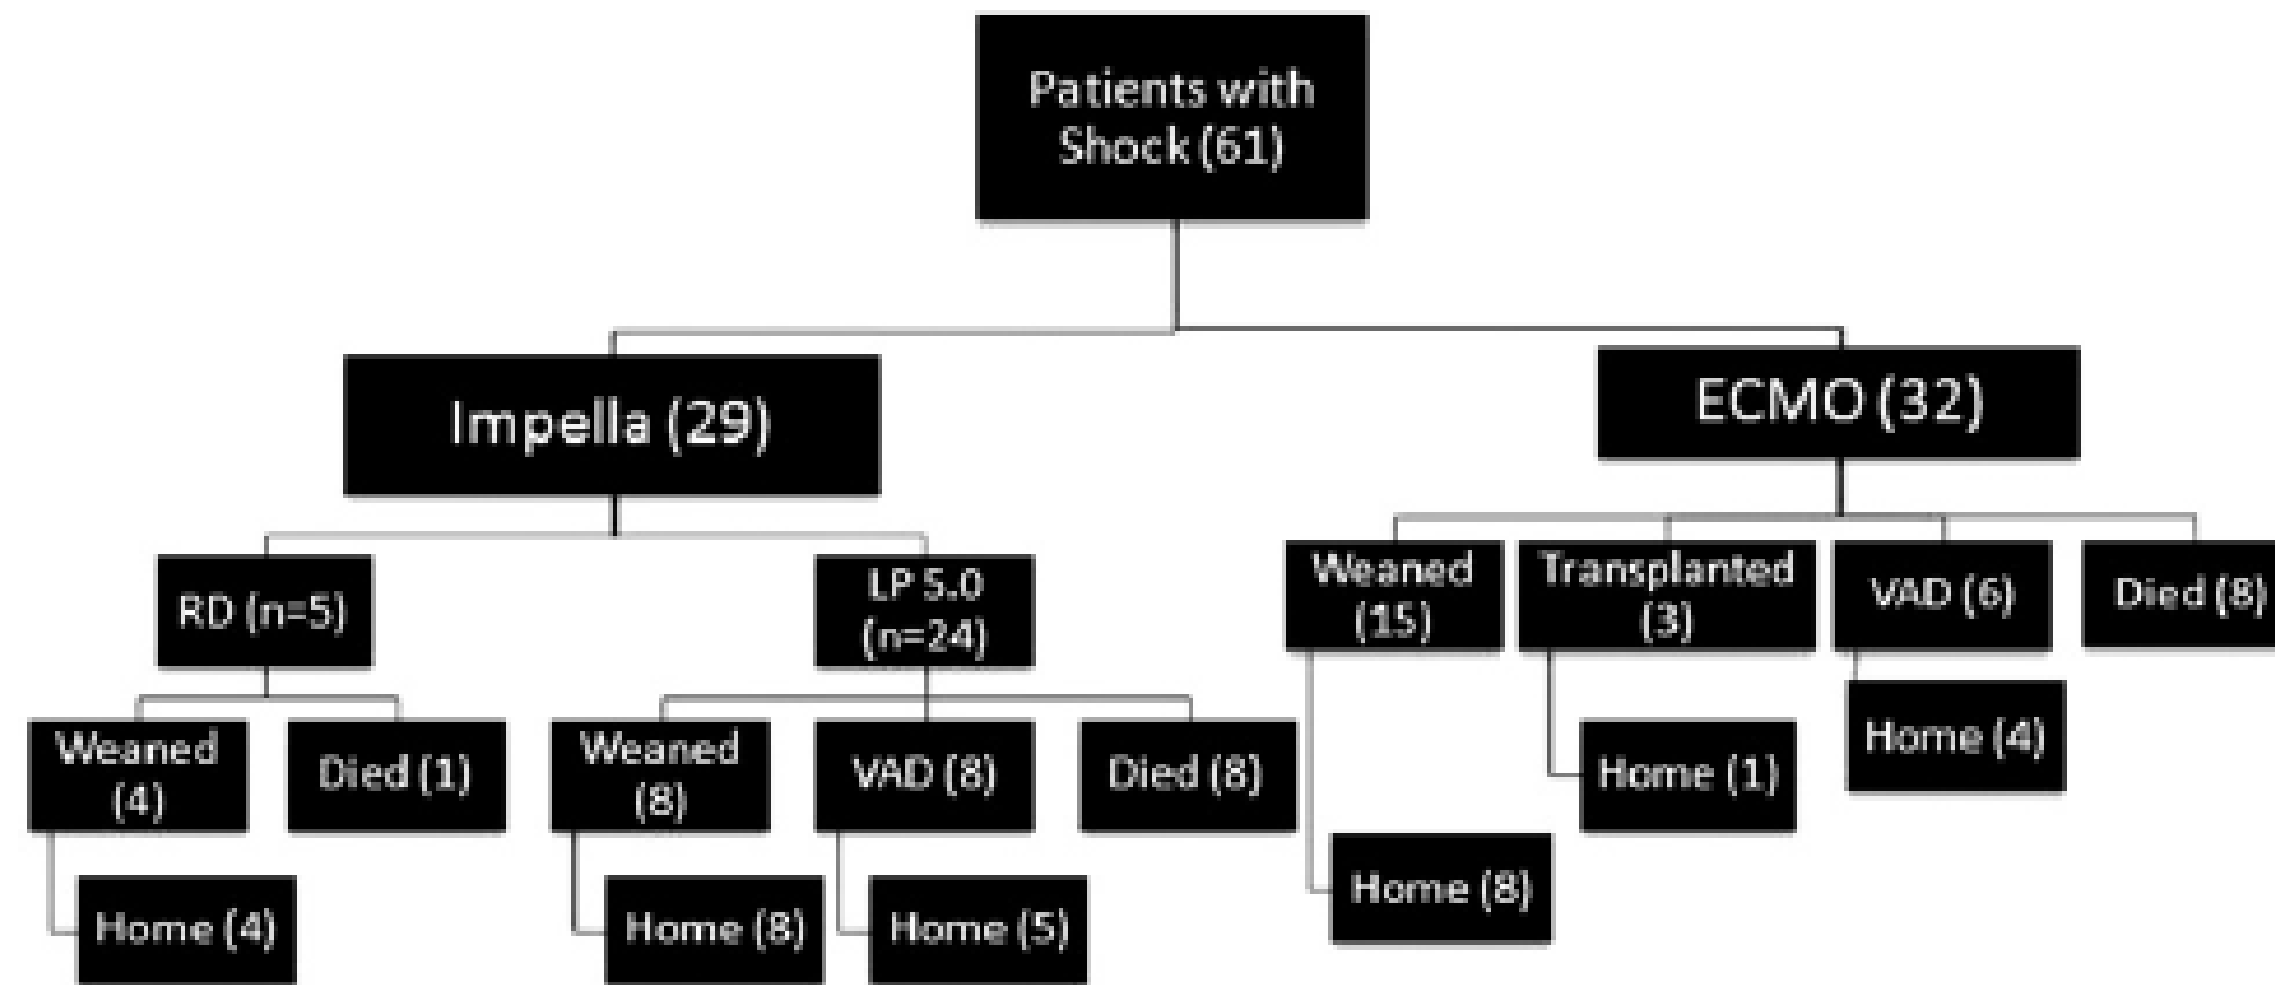 Patients with
Shock (61)
Impella (29)
ECMO (32)
RD (n=5)
LP 5.0
(n=24)
Weaned
(15)
Transplanted
(3)
VAD (6)
Died (8)
Weaned
(4)
Died (1)
Weaned
(8)
VAD (8)
Died (8)
Home (1)
Home (4)
Home (4)
Home (8)
Home (5)
Home (8)